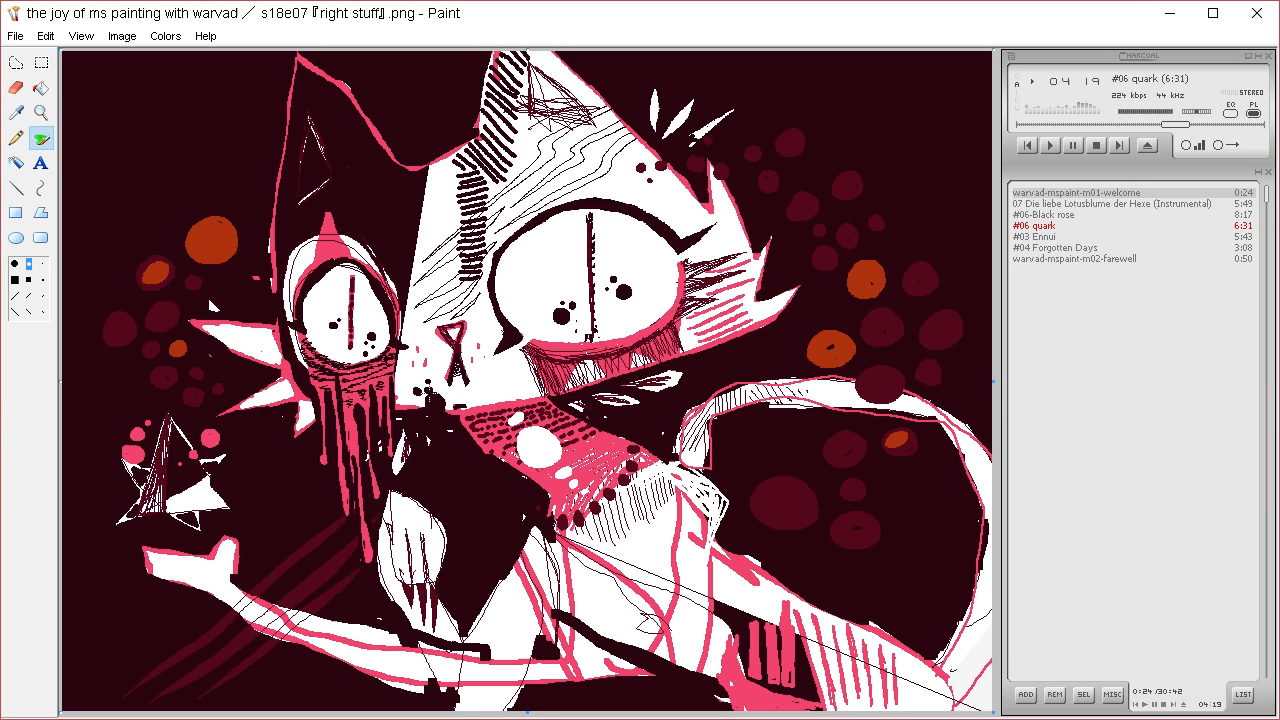 the joy of ms painting with warvad ／ s18e07『right stuff』.png - Paint
File Edit View Image Colors Help
A
CHARCOAL
04 19
#06 quark (6:31)
224 kbps 44 kHz
STEREO
EQ PL
warvad-mspaint-m01-welcome 0:24
07 Die liebe Lotusblume der Hexe (Instrumental) 5:49
#06-Black rose 8:17
#06 quark 6:31
#03 Ennui 5:43
#04 Forgotten Days 3:08
warvad-mspaint-m02-farewell 0:50
ADD REM SEL MISC 0:24/30:42 LIST
04:19